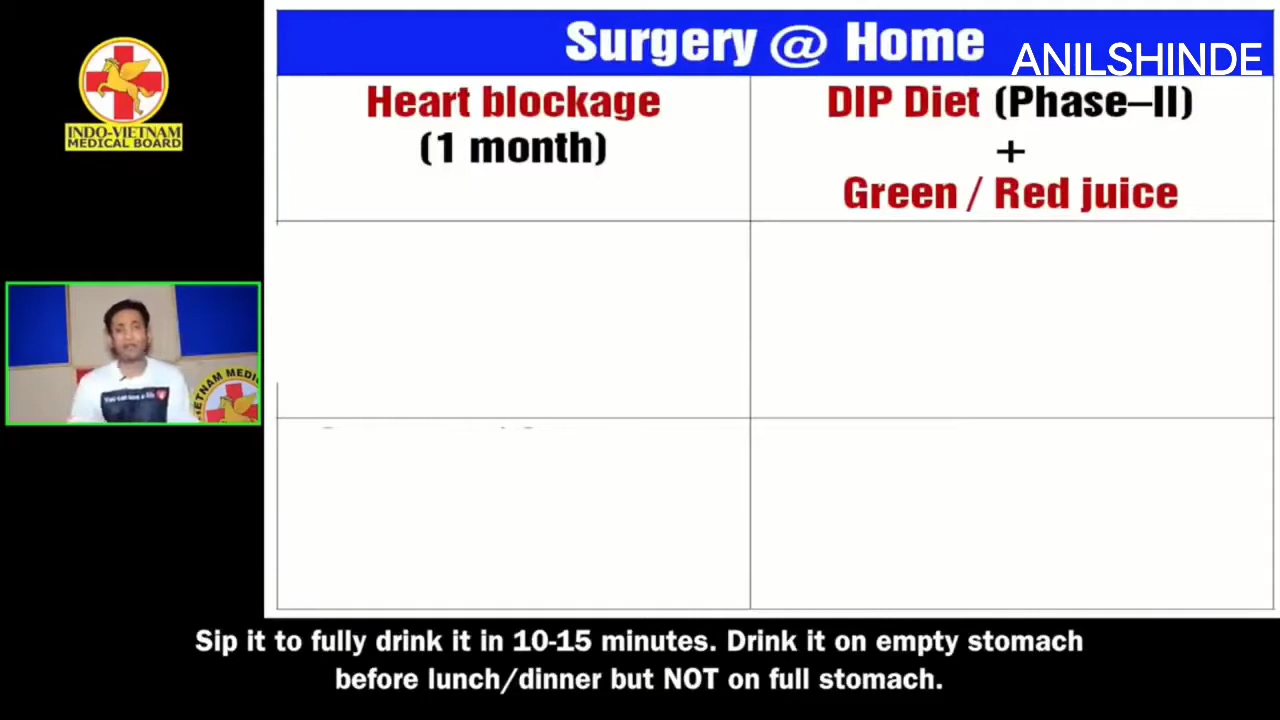 Surgery @ Home
ANILSHINDE
INDO-VIETNAM
MEDICAL BOARD
Heart blockage
(1 month)
DIP Diet (Phase–II)
+
Green / Red juice
VIETNAM MEDIC
Sip it to fully drink it in 10-15 minutes. Drink it on empty stomach
before lunch/dinner but NOT on full stomach.